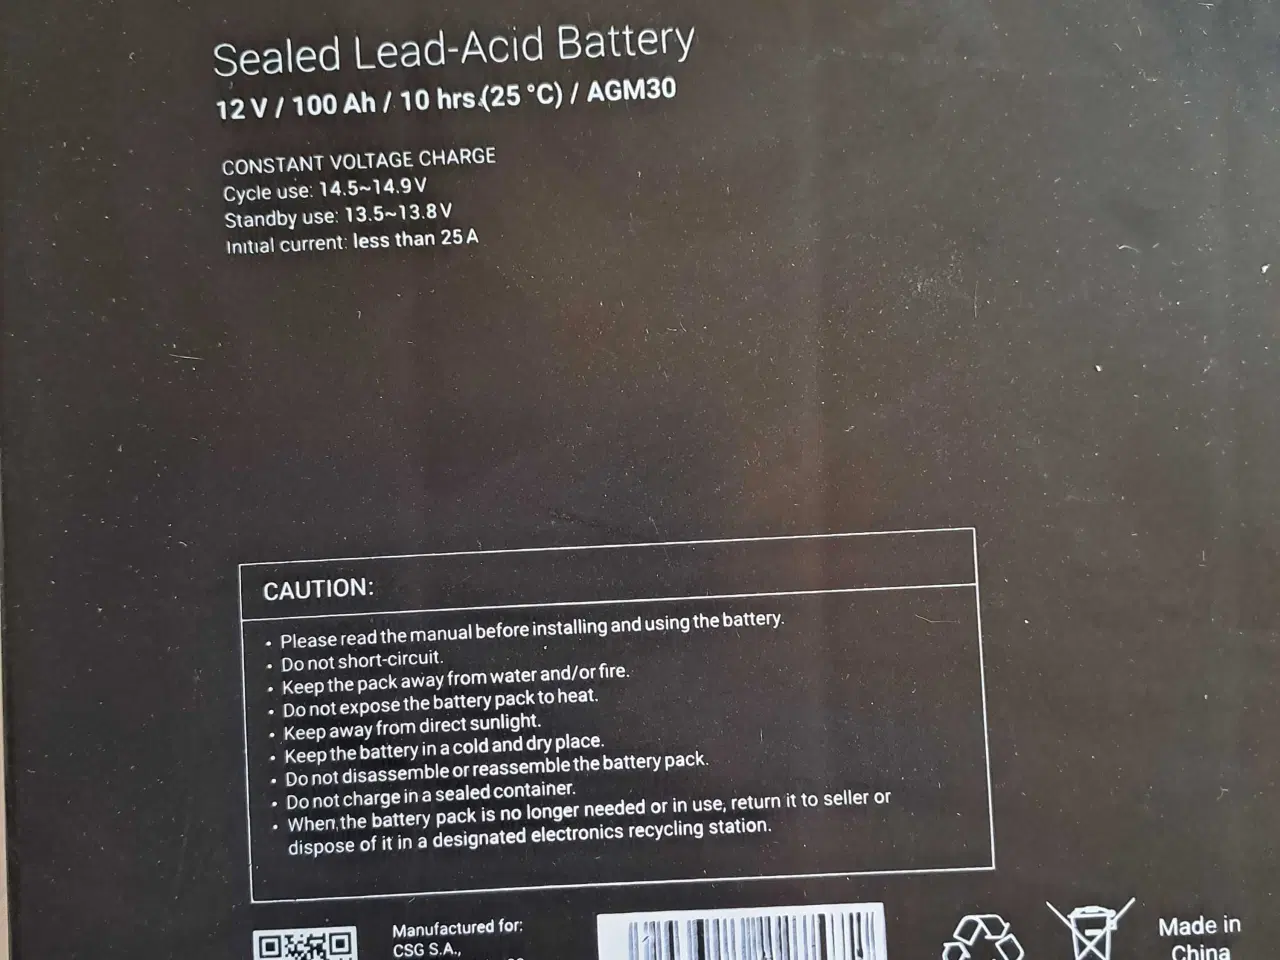 Sealed Lead-Acid Battery
12 V / 100 Ah / 10 hrs.(25 °C) / AGM30
CONSTANT VOLTAGE CHARGE
Cycle use: 14.5~14.9 V
Standby use: 13.5~13.8 V
Initial current: less than 25 A
CAUTION:
• Please read the manual before installing and using the battery.
• Do not short-circuit.
• Keep the pack away from water and/or fire.
• Do not expose the battery pack to heat.
• Keep away from direct sunlight.
• Keep the battery in a cold and dry place.
• Do not disassemble or reassemble the battery pack.
• Do not charge in a sealed container.
• When the battery pack is no longer needed or in use, return it to seller or
dispose of it in a designated electronics recycling station.
Manufactured for:
CSG S.A.,
Made in
China